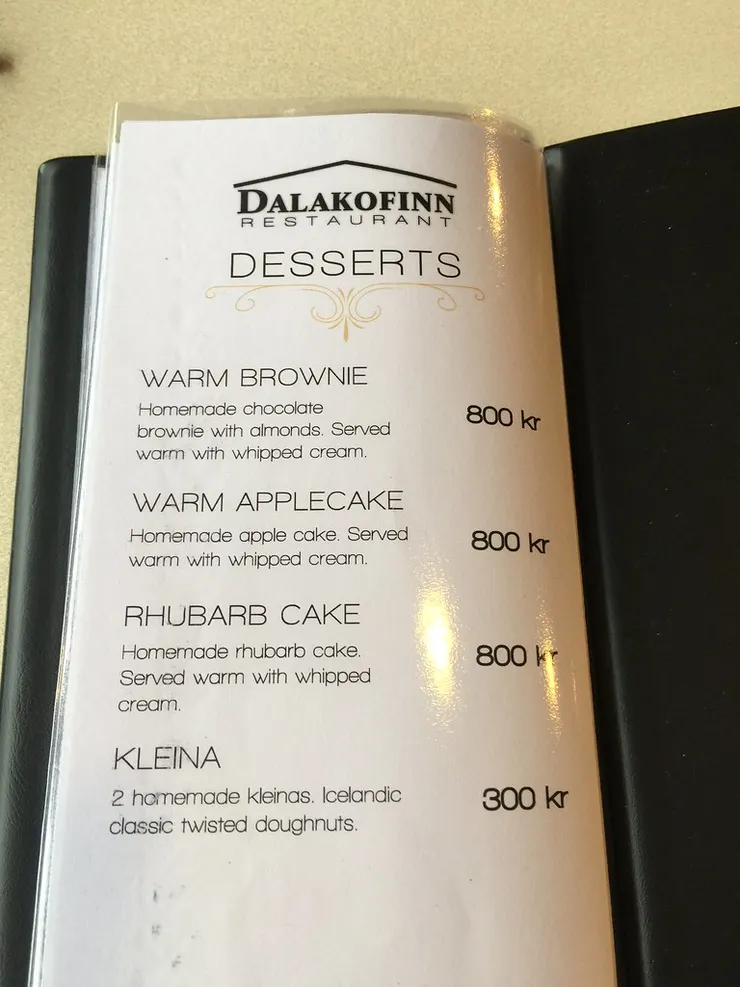 DALAKOFINN
RESTAURANT
DESSERTS
WARM BROWNIE
Homemade chocolate
brownie with almonds. Served
warm with whipped cream.
800 kr
WARM APPLECAKE
Homemade apple cake. Served
warm with whipped cream.
800 kr
RHUBARB CAKE
Homemade rhubarb cake.
Served warm with whipped
cream.
800 kr
KLEINA
2 homemade kleinas. Icelandic
classic twisted doughnuts.
300 kr